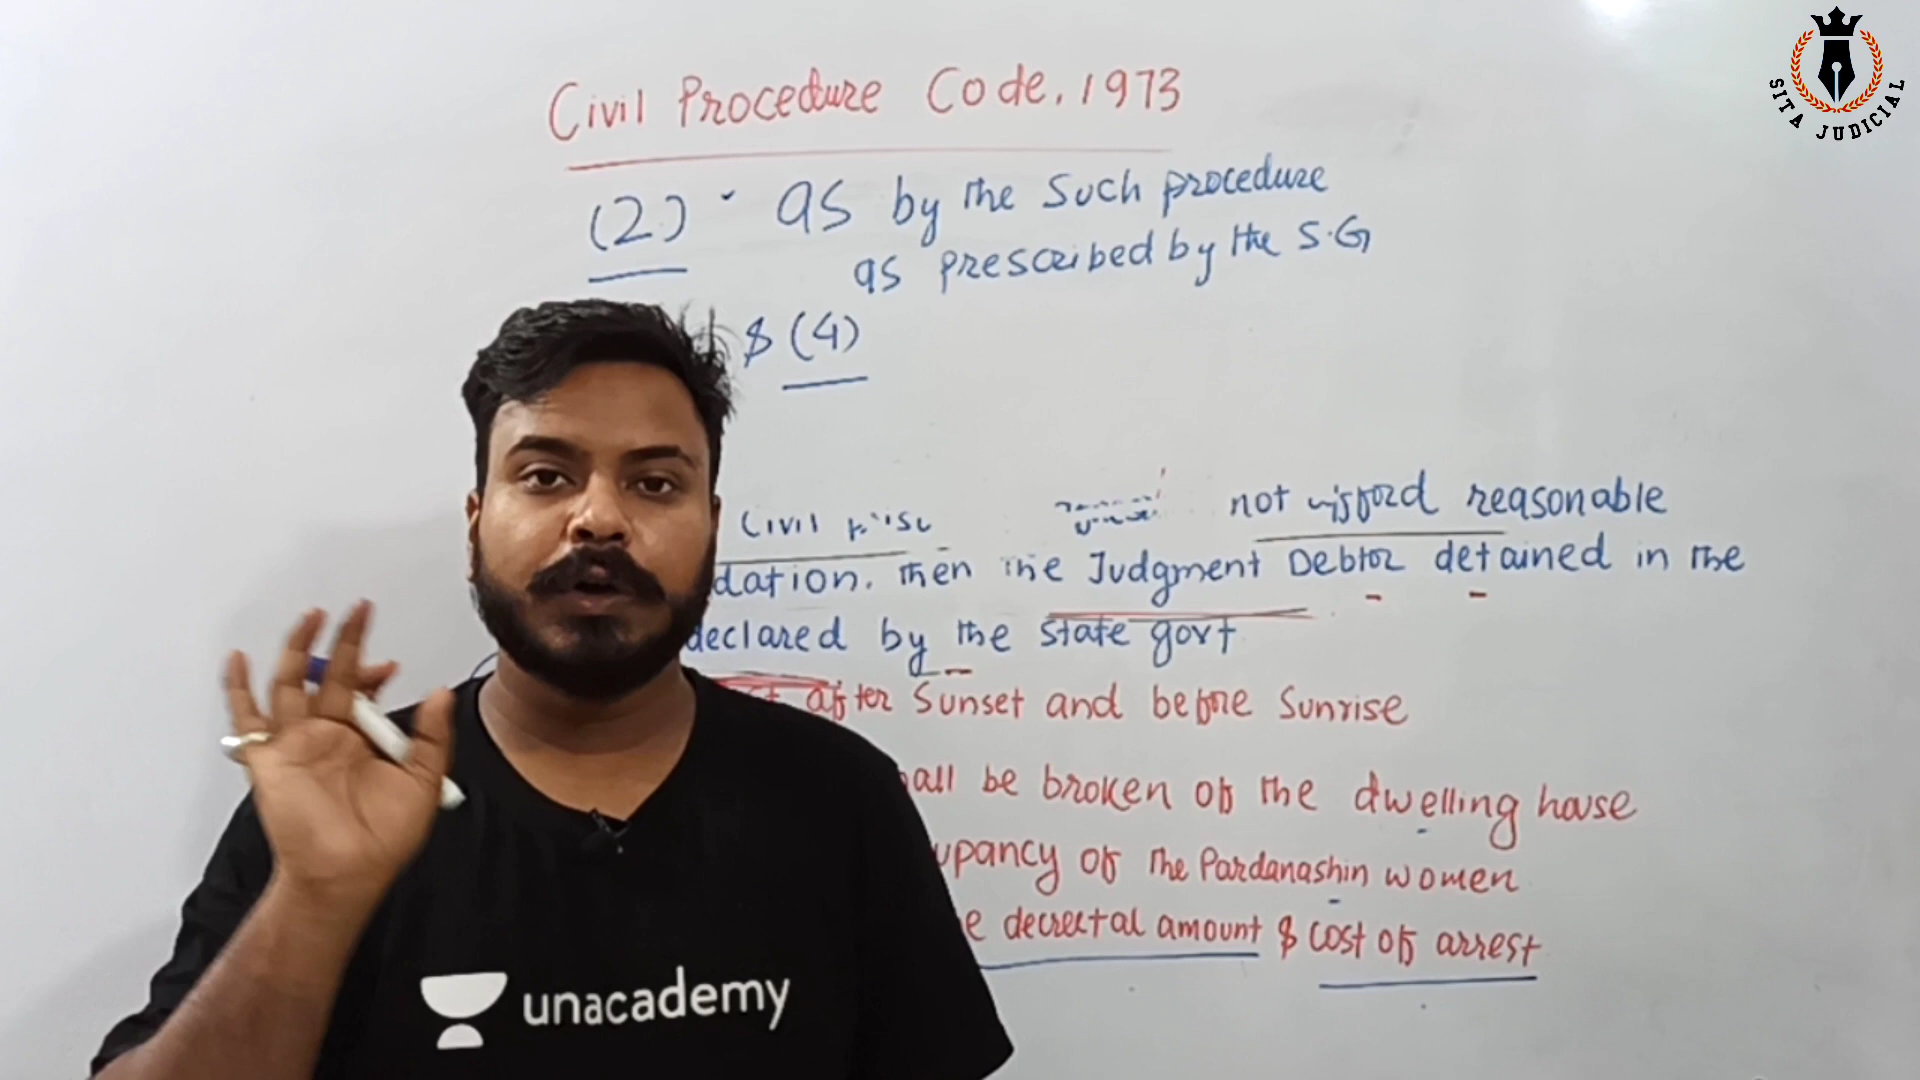 Civil Procedure Code, 1973
(2) - as by the Such procedure
as prescribed by the S.G
$ (4)
Civil
not afford reasonable
dation. then the Judgment Debtor detained in the
declared by the State govt.
after Sunset and before Sunrise
all be broken of the dwelling house
upancy of the Pardanashin women
e decreetal amount $ cost of arrest
unacademy
SITA JUDICIAL